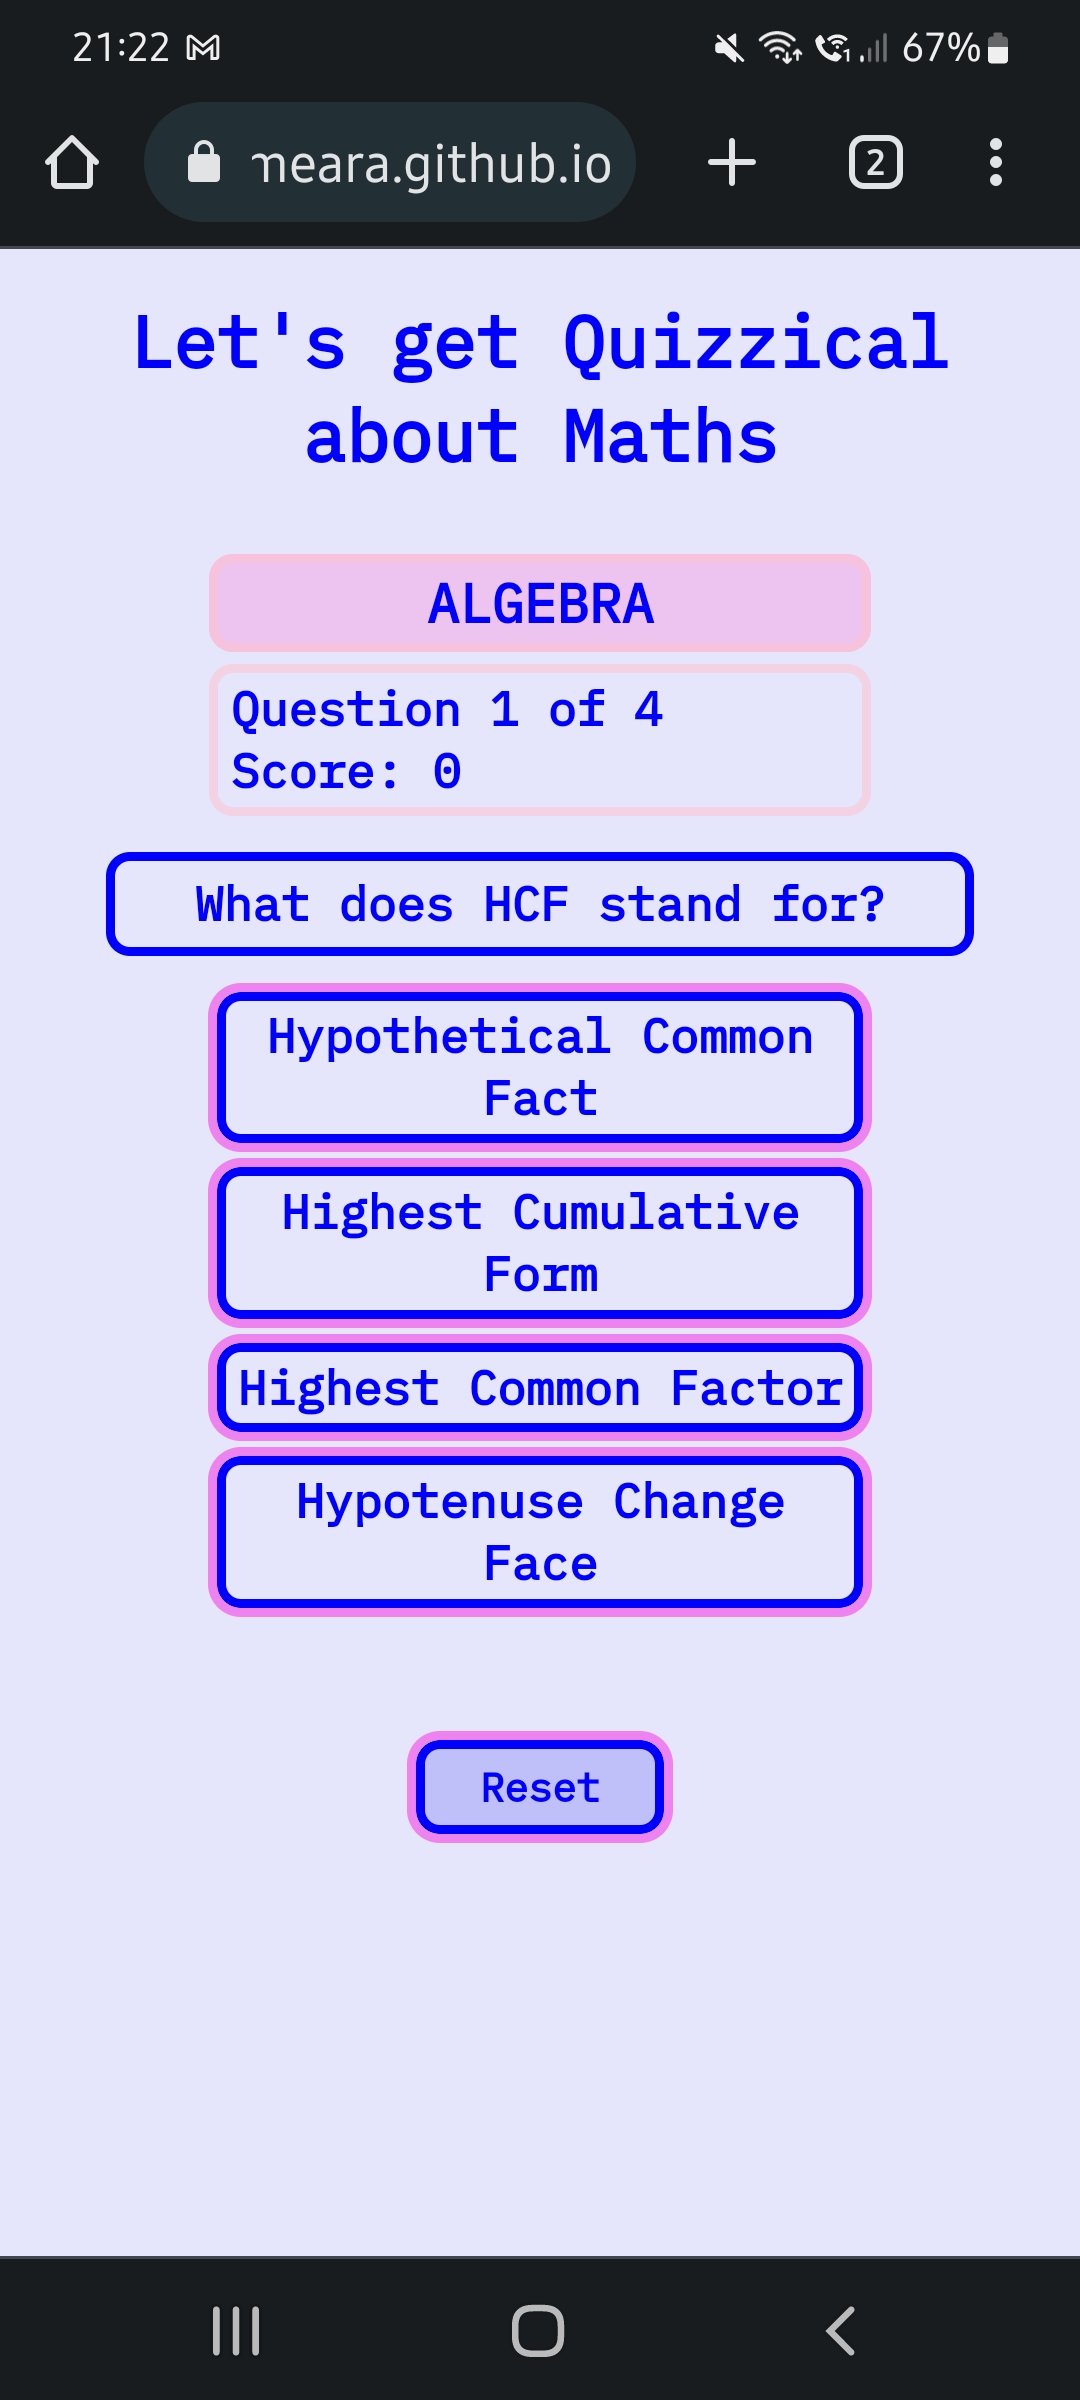 21:22
67%
meara.github.io
2
Let's get Quizzical
about Maths
ALGEBRA
Question 1 of 4
Score: 0
What does HCF stand for?
Hypothetical Common
Fact
Highest Cumulative
Form
Highest Common Factor
Hypotenuse Change
Face
Reset